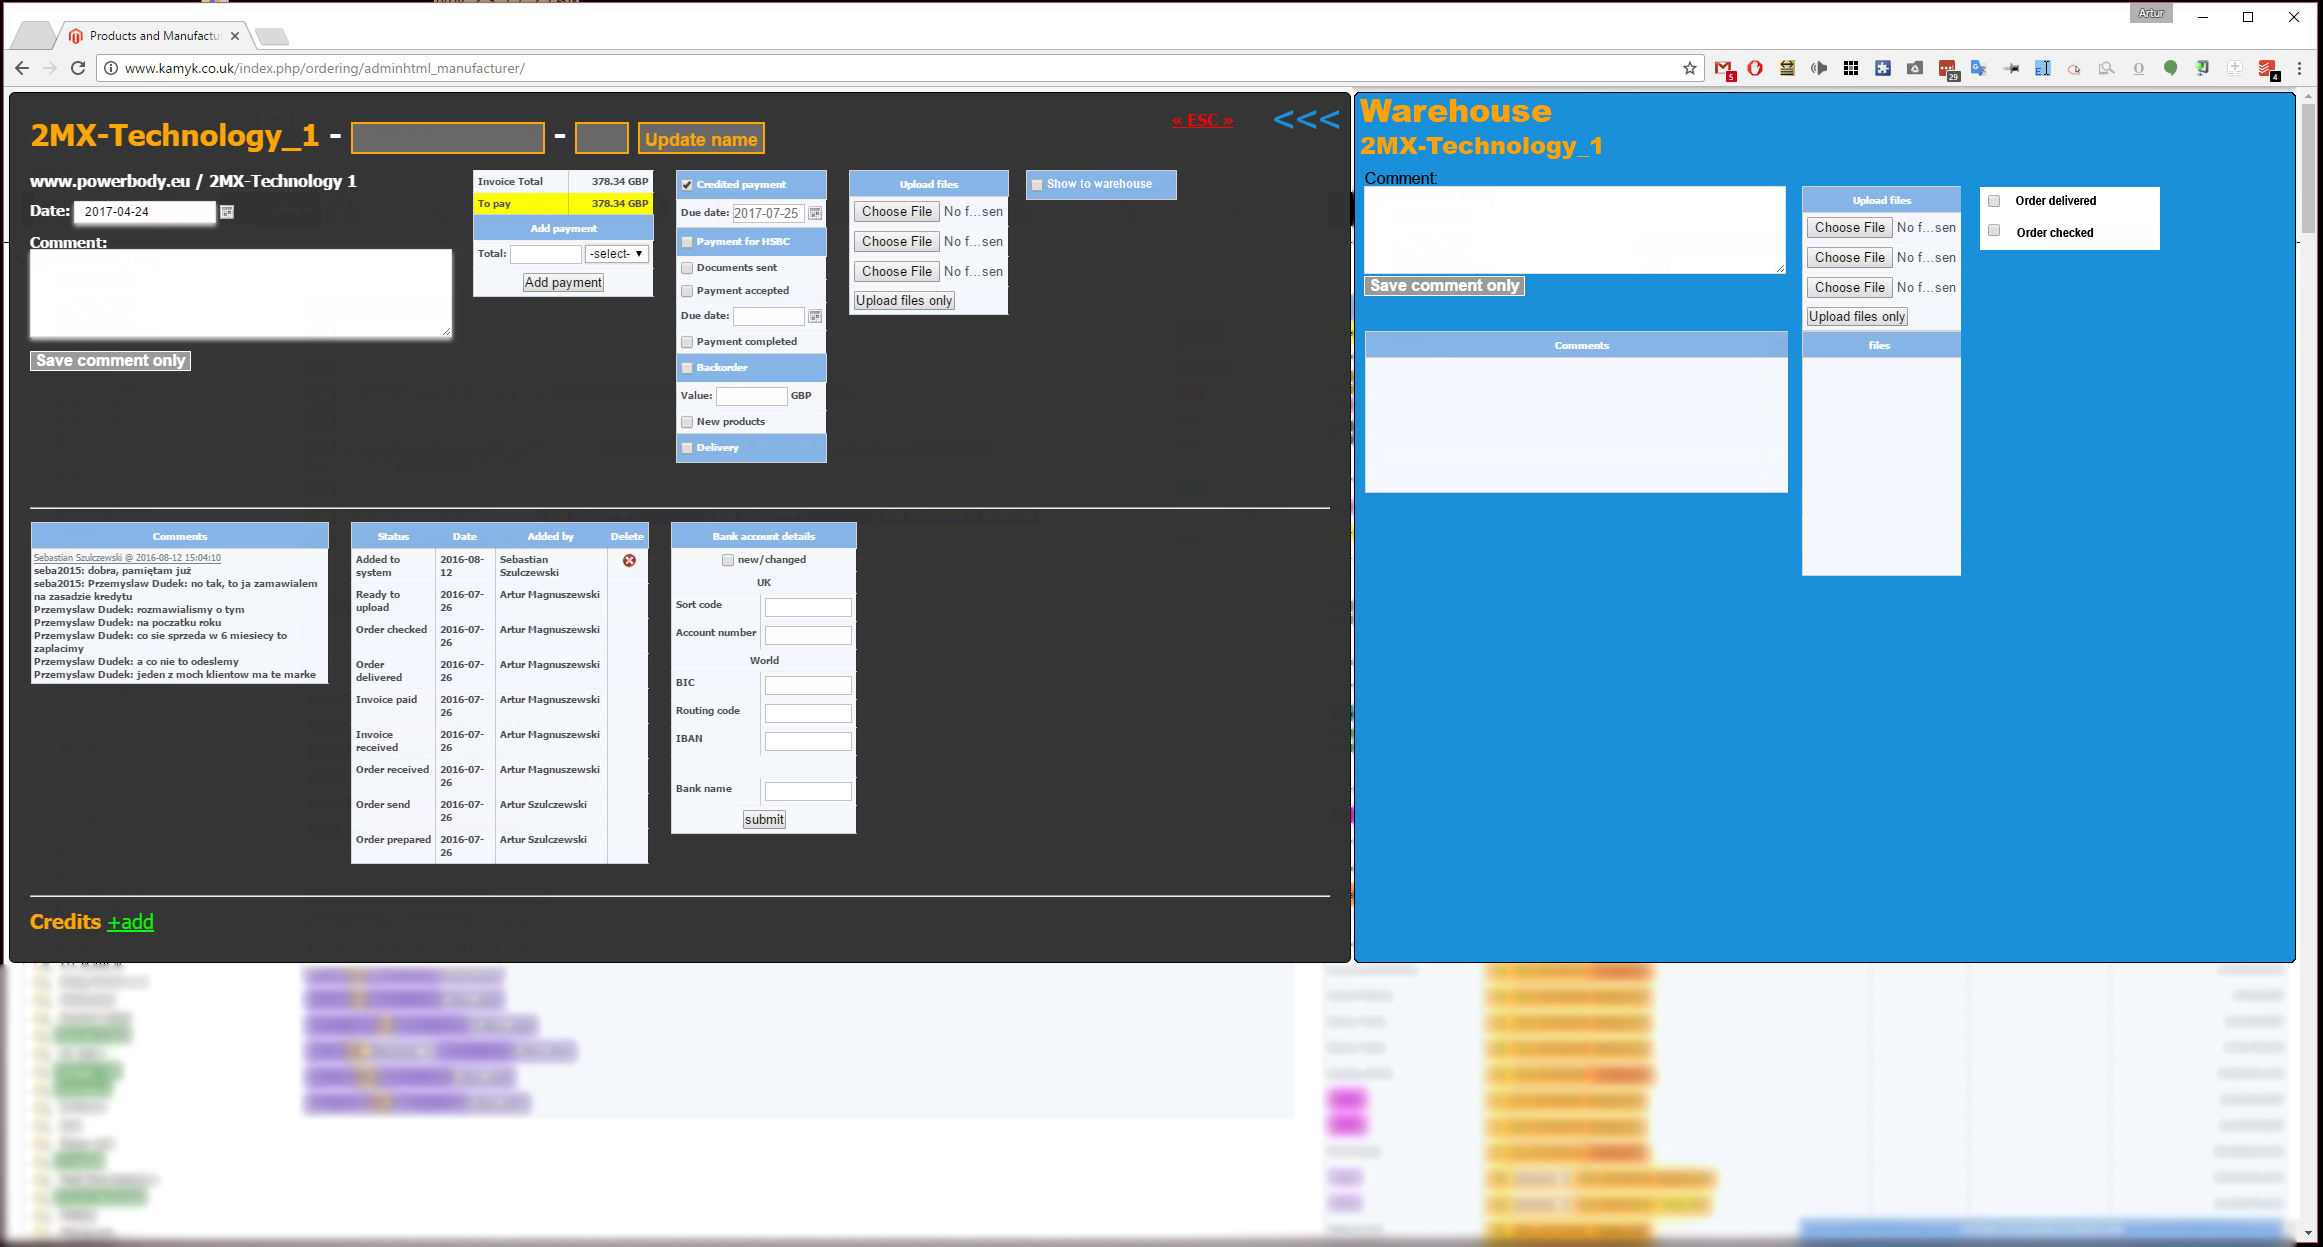 Artur
Products and Manufactu
www.kamyk.co.uk/index.php/ordering/adminhtml_manufacturer/
5
29
4
2MX-Technology_1 - -
Update name
« ESC »
<<<
www.powerbody.eu / 2MX-Technology 1
Date: 2017-04-24
Comment:
Save comment only
Invoice Total 378.34 GBP
To pay 378.34 GBP
Add payment
Total: -select-
Add payment
Credited payment
Due date: 2017-07-25
Payment for HSBC
Documents sent
Payment accepted
Due date:
Payment completed
Backorder
Value: GBP
New products
Delivery
Upload files
Choose File No f...sen
Choose File No f...sen
Choose File No f...sen
Upload files only
Show to warehouse
Comments
Sebastian Szulczewski @ 2016-08-12 15:04:10
seba2015: dobra, pamiętam już
seba2015: Przemyslaw Dudek: no tak, to ja zamawialem
na zasadzie kredytu
Przemyslaw Dudek: rozmawialismy o tym
Przemyslaw Dudek: na poczatku roku
Przemyslaw Dudek: co sie sprzeda w 6 miesiecy to
zaplacimy
Przemyslaw Dudek: a co nie to odeslemy
Przemyslaw Dudek: jeden z moch klientow ma te marke
Status Date Added by Delete
Added to system 2016-08-12 Sebastian Szulczewski
Ready to upload 2016-07-26 Artur Magnuszewski
Order checked 2016-07-26 Artur Magnuszewski
Order delivered 2016-07-26 Artur Magnuszewski
Invoice paid 2016-07-26 Artur Magnuszewski
Invoice received 2016-07-26 Artur Magnuszewski
Order received 2016-07-26 Artur Magnuszewski
Order send 2016-07-26 Artur Szulczewski
Order prepared 2016-07-26 Artur Szulczewski
Bank account details
new/changed
UK
Sort code
Account number
World
BIC
Routing code
IBAN
Bank name
submit
Credits +add
Warehouse
2MX-Technology_1
Comment:
Save comment only
Comments
Upload files
Choose File No f...sen
Choose File No f...sen
Choose File No f...sen
Upload files only
files
Order delivered
Order checked